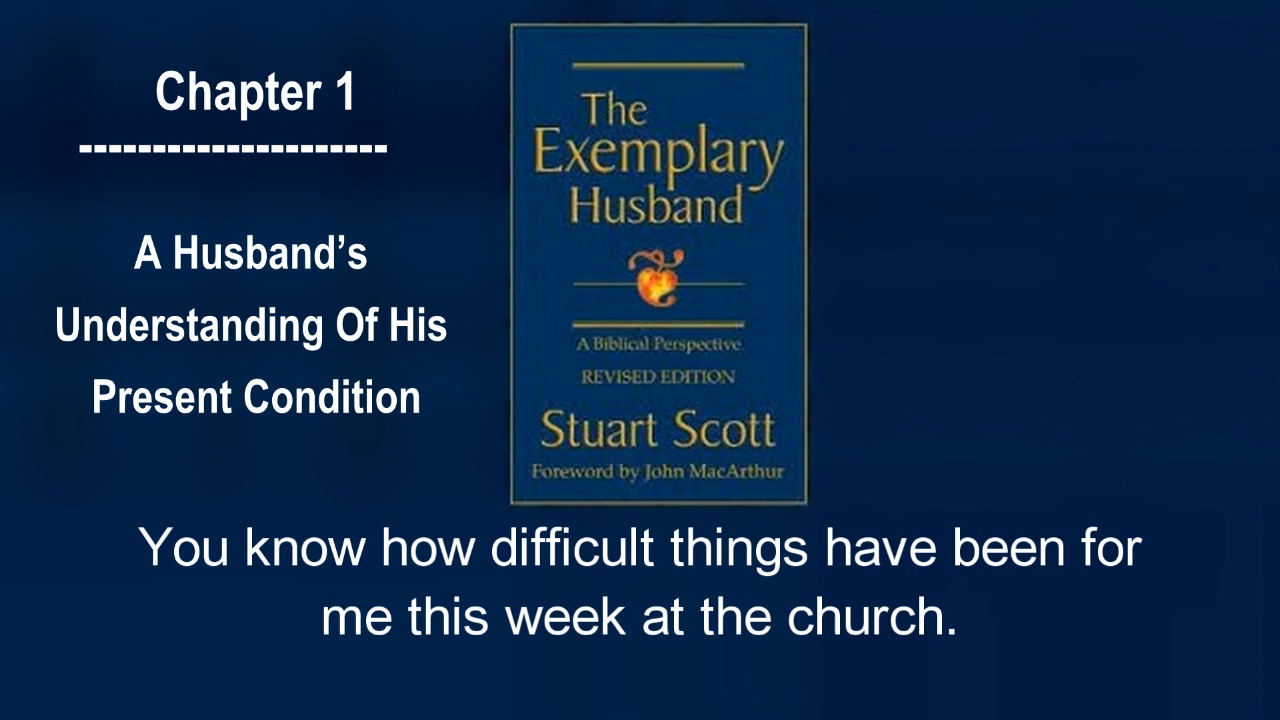 Chapter 1
---------------------
A Husband’s
Understanding Of His
Present Condition
The
Exemplary
Husband
A Biblical Perspective
REVISED EDITION
Stuart Scott
Foreword by John MacArthur
You know how difficult things have been for
me this week at the church.